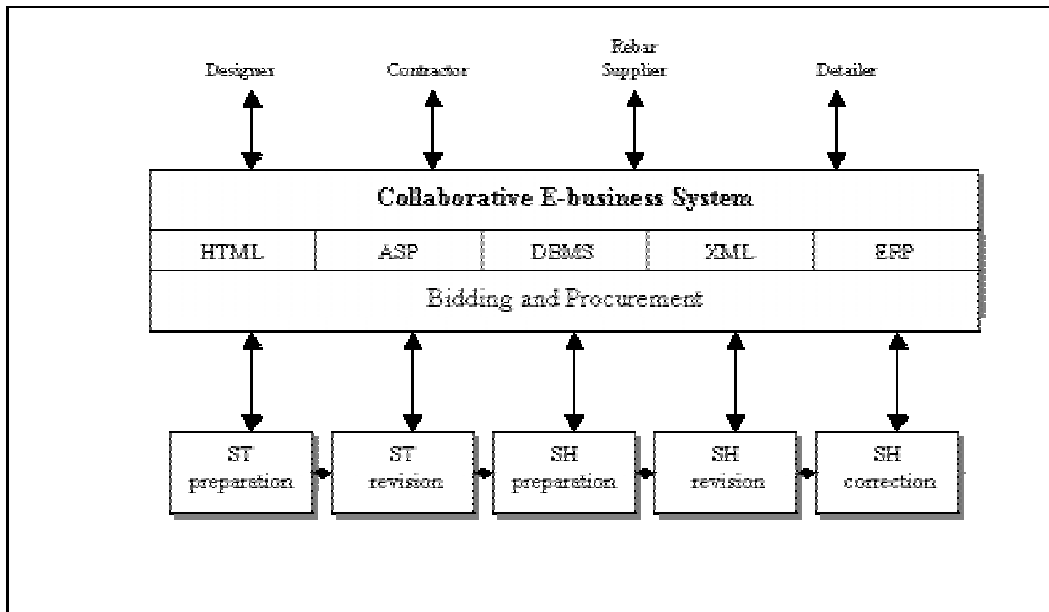 Rebar
Designer Contractor Supplier Detailer
Collaborative E-business System
HTML ASP DBMS XML ERP
Bidding and Procurement
ST ST SH SH SH
preparation revision preparation revision correction